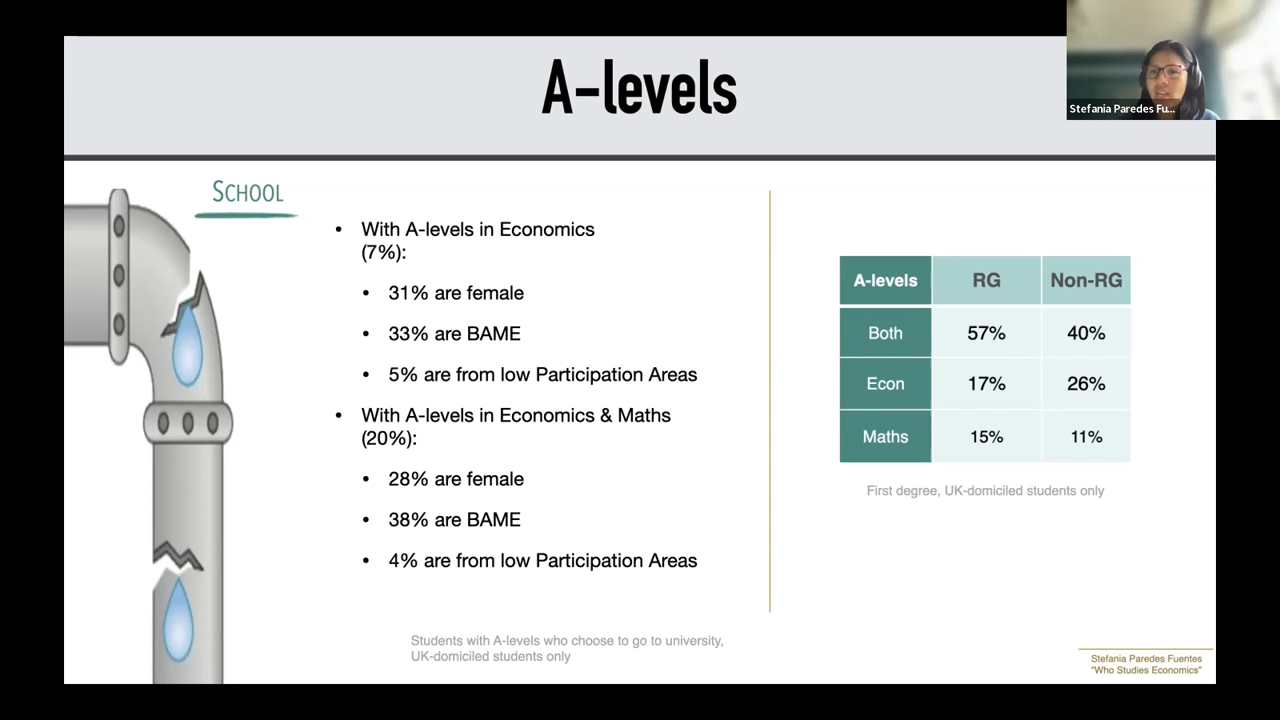 A-levels
Stefania Paredes Fu...
SCHOOL
• With A-levels in Economics
(7%):
• 31% are female
• 33% are BAME
• 5% are from low Participation Areas
• With A-levels in Economics & Maths
(20%):
• 28% are female
• 38% are BAME
• 4% are from low Participation Areas
Students with A-levels who choose to go to university,
UK-domiciled students only
A-levels RG Non-RG
Both 57% 40%
Econ 17% 26%
Maths 15% 11%
First degree, UK-domiciled students only
Stefania Paredes Fuentes
"Who Studies Economics"